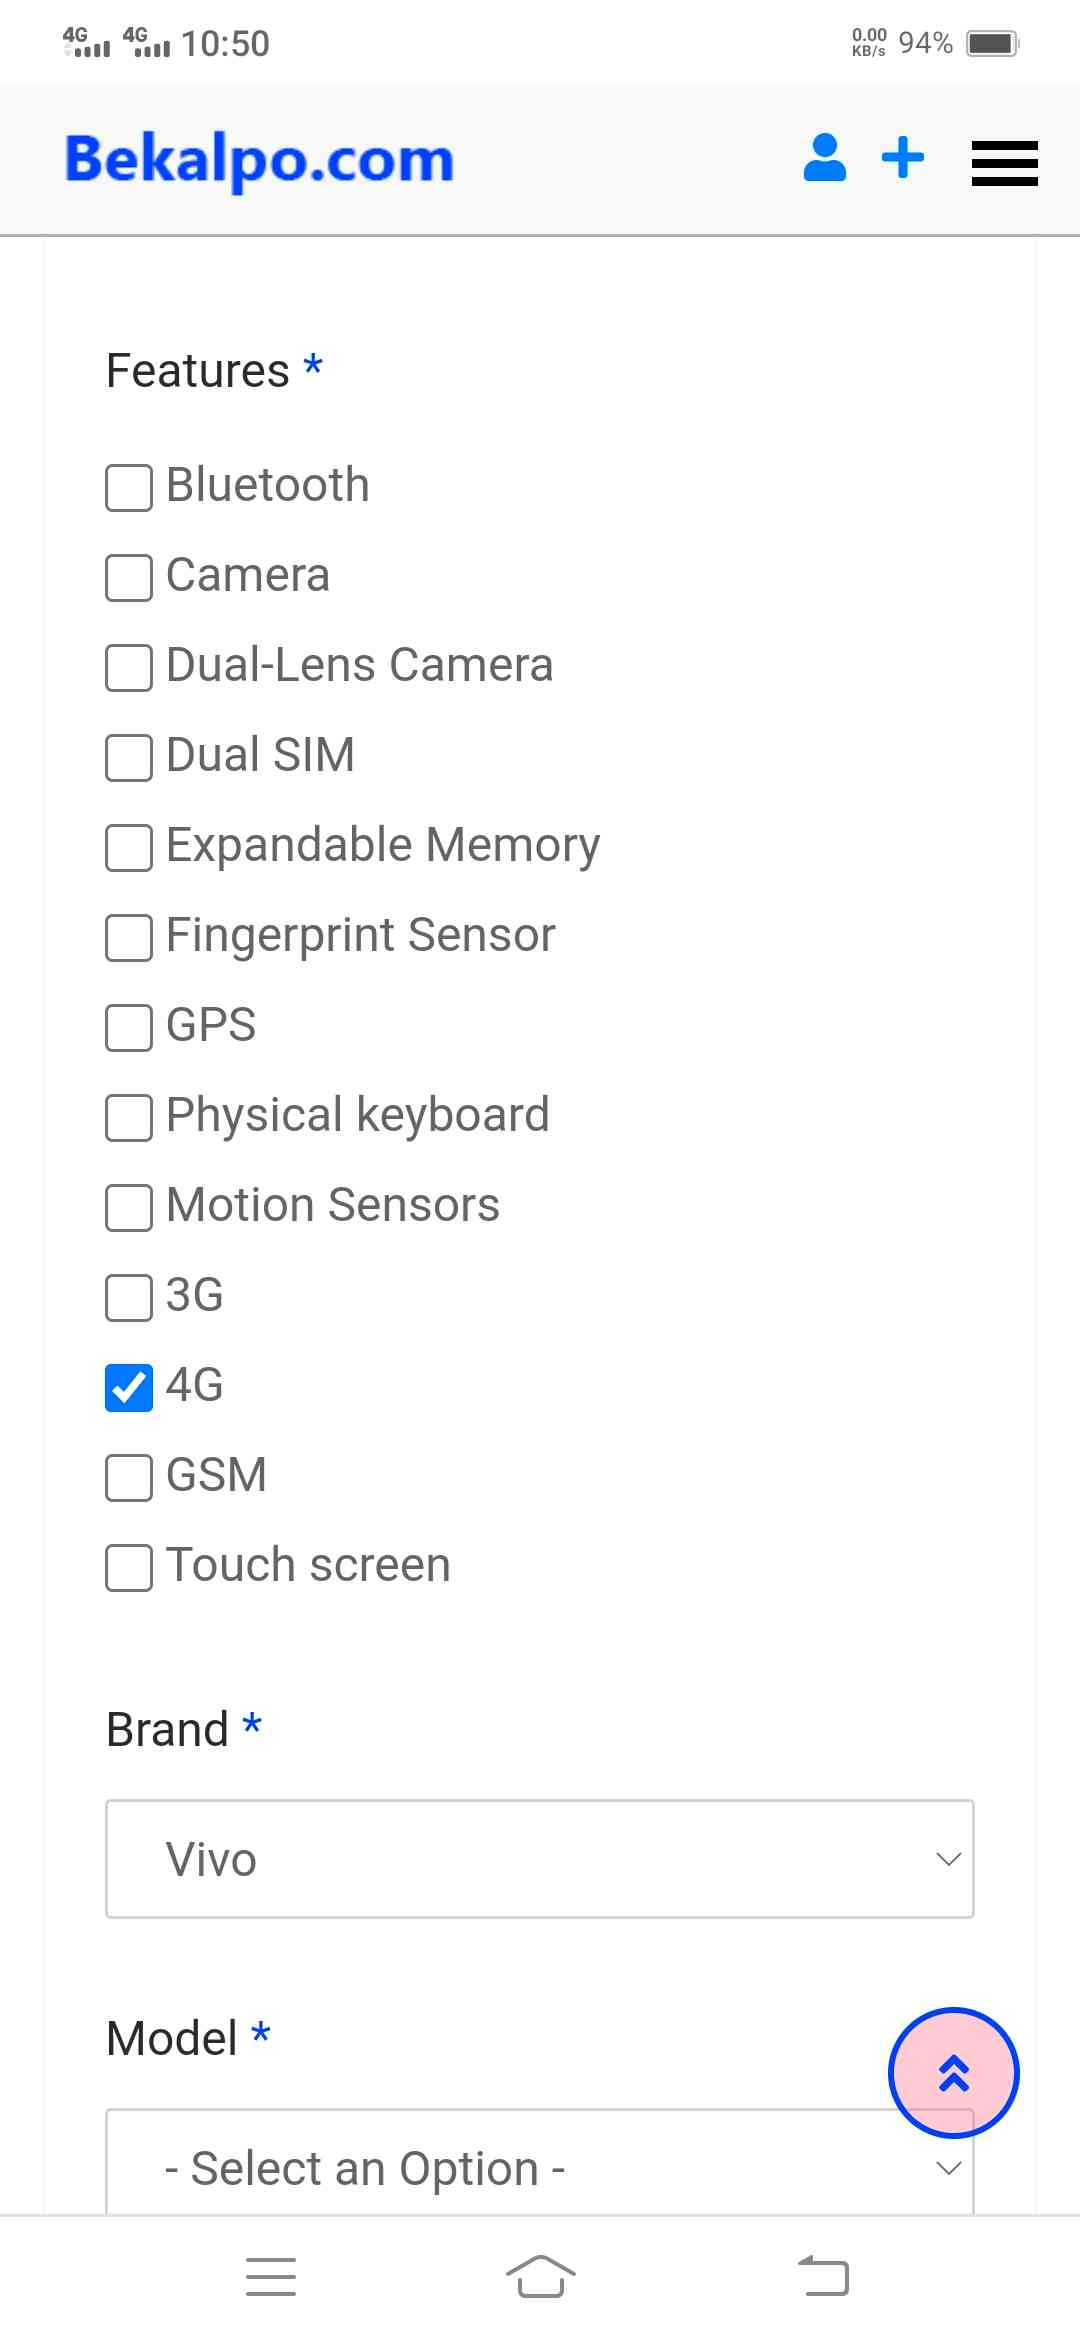 4G 4G 10:50 0.00 KB/s 94%
Bekalpo.com
Features *
Bluetooth
Camera
Dual-Lens Camera
Dual SIM
Expandable Memory
Fingerprint Sensor
GPS
Physical keyboard
Motion Sensors
3G
4G
GSM
Touch screen
Brand *
Vivo
Model *
- Select an Option -